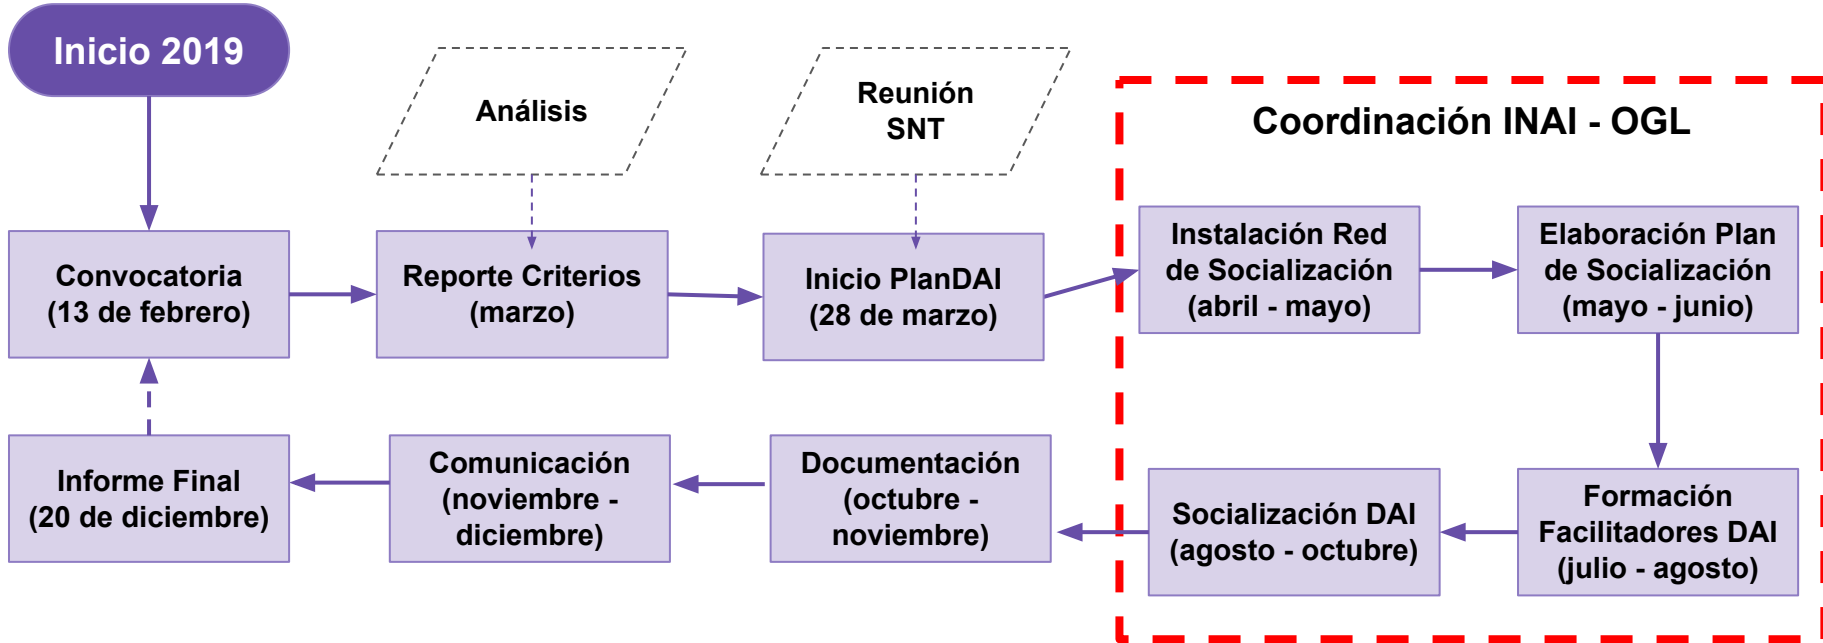 Inicio 2019
Análisis
Reunión
SNT
Coordinación INAI - OGL
Convocatoria
(13 de febrero)
Reporte Criterios
(marzo)
Inicio PlanDAI
(28 de marzo)
Instalación Red
de Socialización
(abril - mayo)
Elaboración Plan
de Socialización
(mayo - junio)
Formación
Facilitadores DAI
(julio - agosto)
Socialización DAI
(agosto - octubre)
Documentación
(octubre -
noviembre)
Comunicación
(noviembre -
diciembre)
Informe Final
(20 de diciembre)